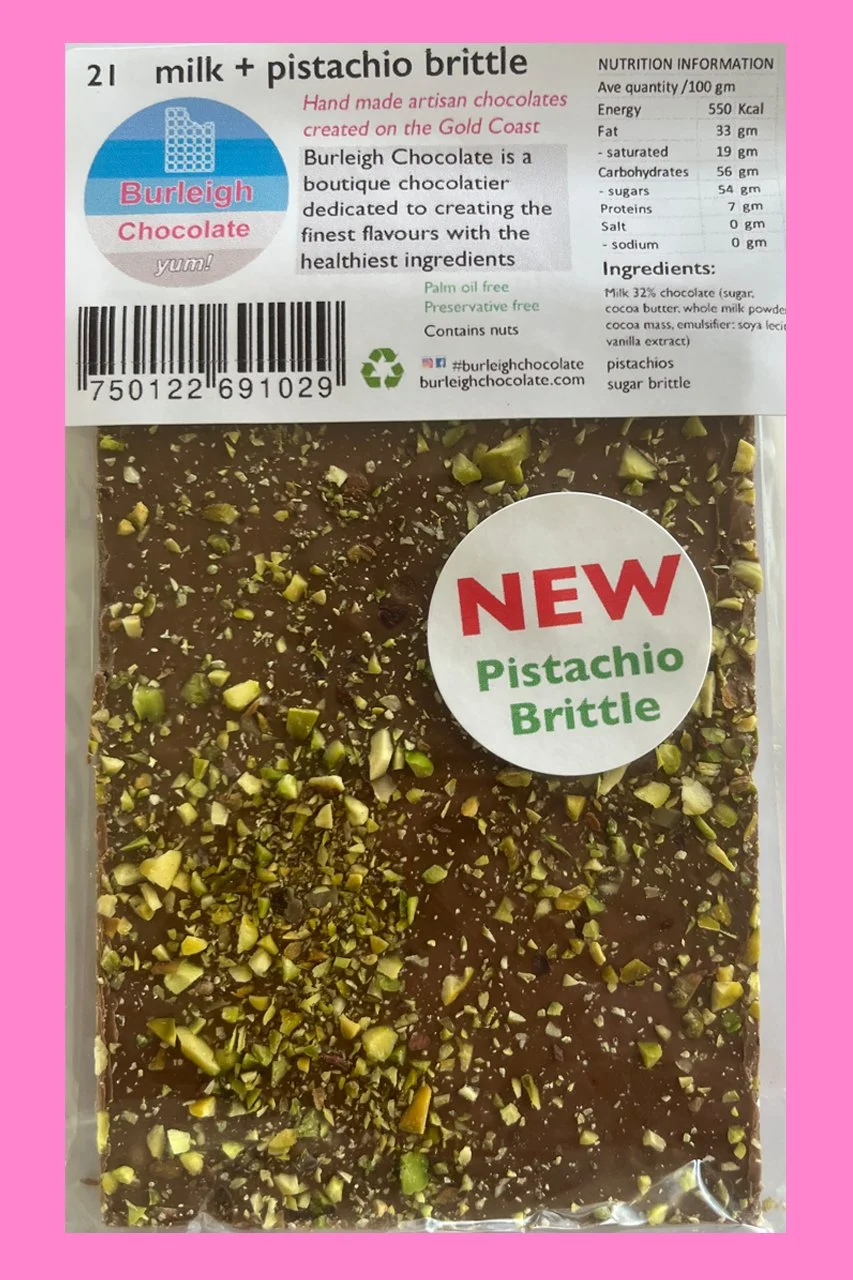 21 milk + pistachio brittle
Burleigh
Chocolate
yum!
Hand made artisan chocolates
created on the Gold Coast
Burleigh Chocolate is a
boutique chocolatier
dedicated to creating the
finest flavours with the
healthiest ingredients
Palm oil free
Preservative free
Contains nuts
#burleighchocolate
burleighchocolate.com
750122 691029
NUTRITION INFORMATION
Ave quantity /100 gm
Energy 550 Kcal
Fat 33 gm
- saturated 19 gm
Carbohydrates 56 gm
- sugars 54 gm
Proteins 7 gm
Salt 0 gm
- sodium 0 gm
Ingredients:
Milk 32% chocolate (sugar,
cocoa butter, whole milk powde
cocoa mass, emulsifier: soya leci
vanilla extract)
pistachios
sugar brittle
NEW
Pistachio
Brittle